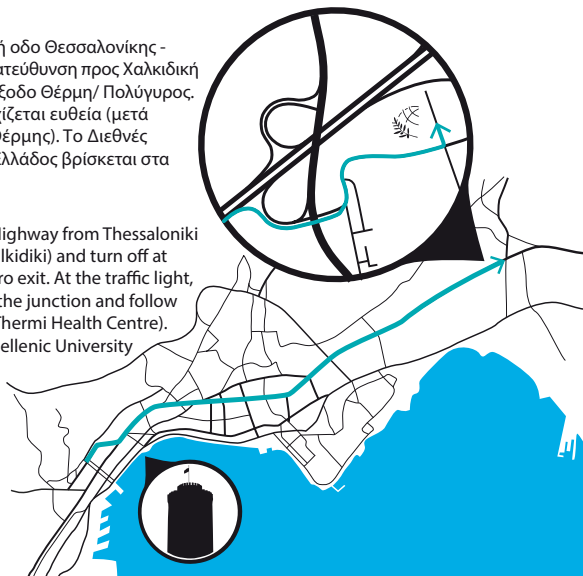 ή οδο Θεσσαλονίκης -
ατεύθυνση προς Χαλκιδική
ξοδο Θέρμη/ Πολύγυρος.
ίζεται ευθεία (μετά
Θέρμης). Το Διεθνές
Ελλάδος βρίσκεται στα
Highway from Thessaloniki
lkidiki) and turn off at
ro exit. At the traffic light,
the junction and follow
Thermi Health Centre).
ellenic University